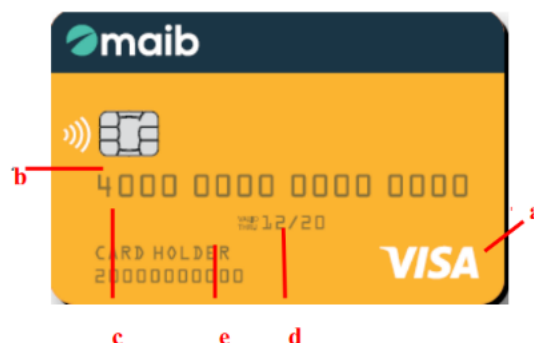 maib
b
4000 0000 0000 0000
a
VALID THRU 12/20
CARD HOLDER
20000000000
VISA
c e d